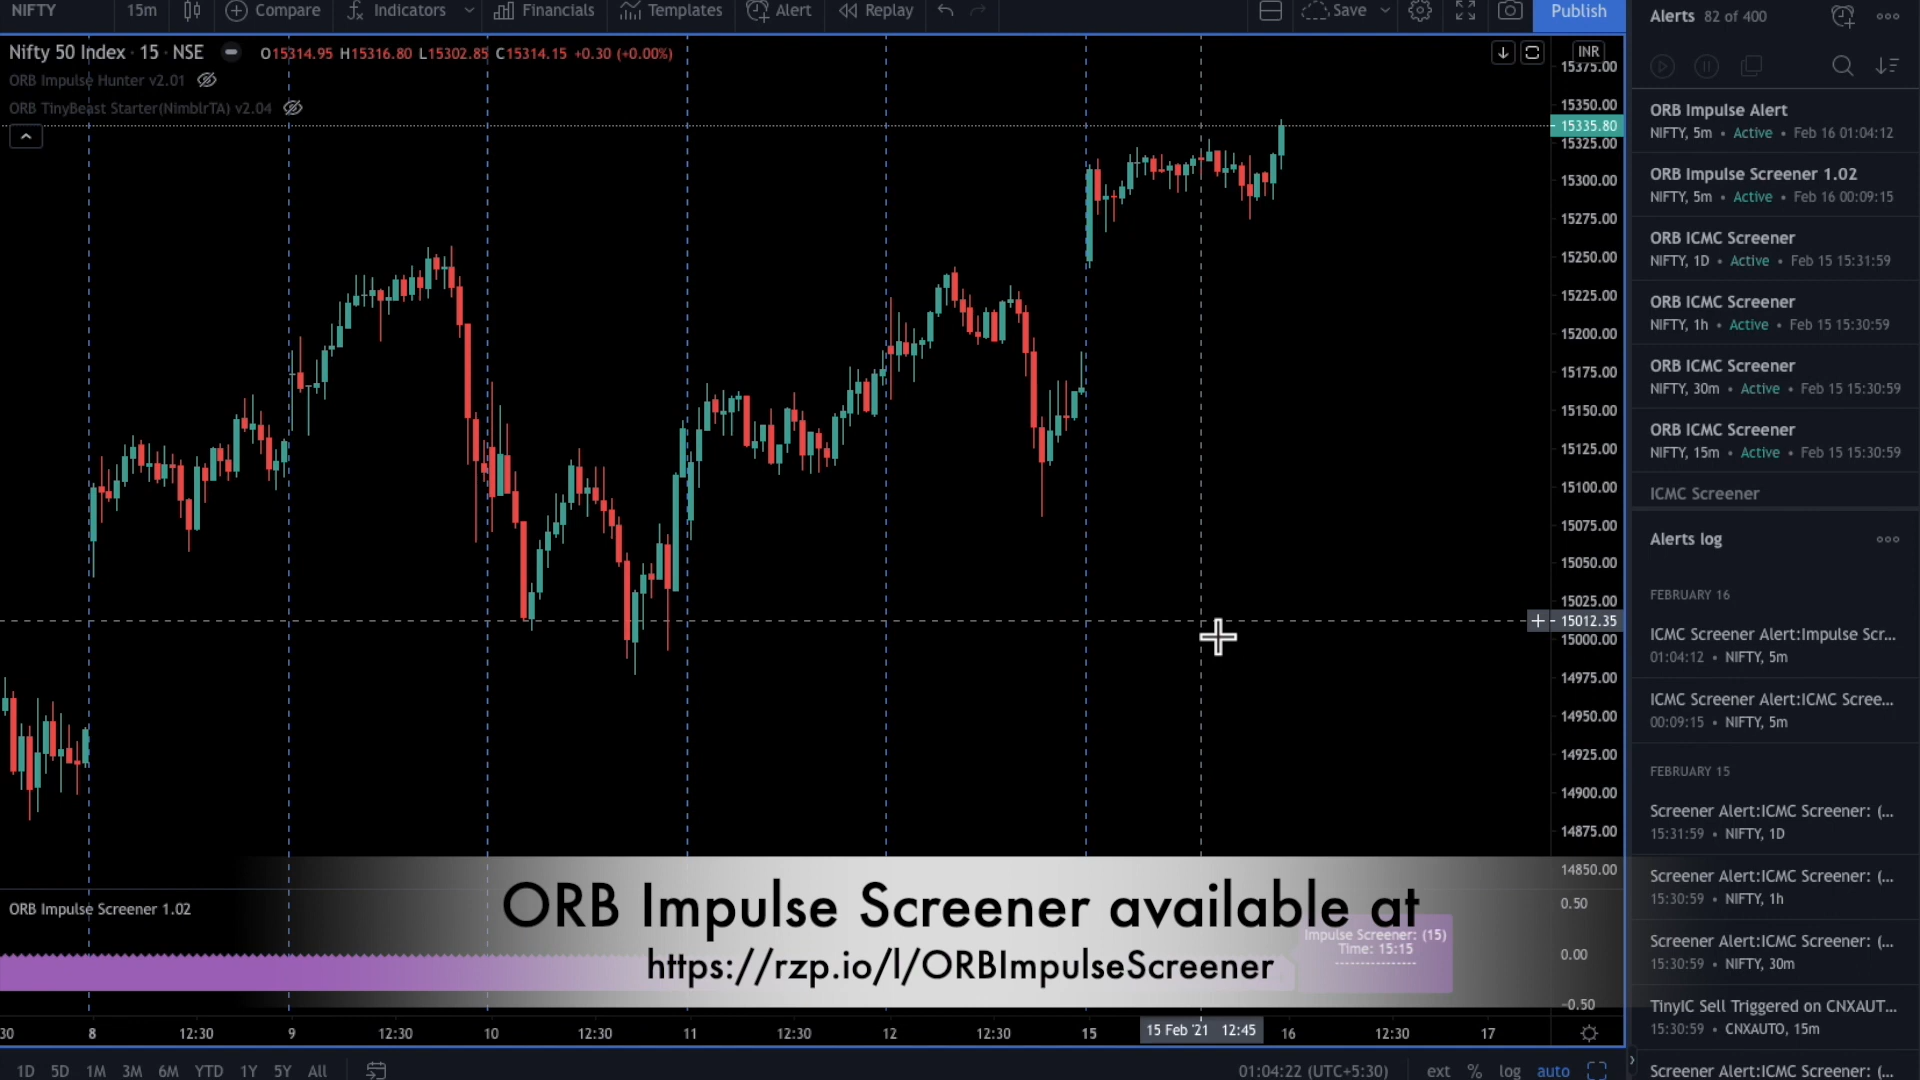 NIFTY 15m Compare Indicators Financials Templates Alert Replay Save Publish
Nifty 50 Index · 15 · NSE O15314.95 H15316.80 L15302.85 C15314.15 +0.30 (+0.00%)
ORB Impulse Hunter v2.01
ORB TinyBeast Starter(NimblrTA) v2.04
INR
15375.00
15350.00
15335.80
15325.00
15300.00
15275.00
15250.00
15225.00
15200.00
15175.00
15150.00
15125.00
15100.00
15075.00
15050.00
15025.00
15012.35
15000.00
14975.00
14950.00
14925.00
14900.00
14875.00
14850.00
ORB Impulse Screener 1.02
0.50
0.00
-0.50
Impulse Screener: (15)
Time: 15:15
--------------
ORB Impulse Screener available at
https://rzp.io/l/ORBImpulseScreener
30 8 12:30 9 12:30 10 12:30 11 12:30 12 12:30 15 15 Feb '21 12:45 16 12:30 17
1D 5D 1M 3M 6M YTD 1Y 5Y All 01:04:22 (UTC+5:30) ext % log auto
Alerts 82 of 400
ORB Impulse Alert
NIFTY, 5m • Active • Feb 16 01:04:12
ORB Impulse Screener 1.02
NIFTY, 5m • Active • Feb 16 00:09:15
ORB ICMC Screener
NIFTY, 1D • Active • Feb 15 15:31:59
ORB ICMC Screener
NIFTY, 1h • Active • Feb 15 15:30:59
ORB ICMC Screener
NIFTY, 30m • Active • Feb 15 15:30:59
ORB ICMC Screener
NIFTY, 15m • Active • Feb 15 15:30:59
ICMC Screener
Alerts log
FEBRUARY 16
ICMC Screener Alert:Impulse Scr...
01:04:12 • NIFTY, 5m
ICMC Screener Alert:ICMC Scree...
00:09:15 • NIFTY, 5m
FEBRUARY 15
Screener Alert:ICMC Screener: (...
15:31:59 • NIFTY, 1D
Screener Alert:ICMC Screener: (...
15:30:59 • NIFTY, 1h
Screener Alert:ICMC Screener: (...
15:30:59 • NIFTY, 30m
TinyIC Sell Triggered on CNXAUT...
15:30:59 • CNXAUTO, 15m
Screener Alert:ICMC Screener: (...